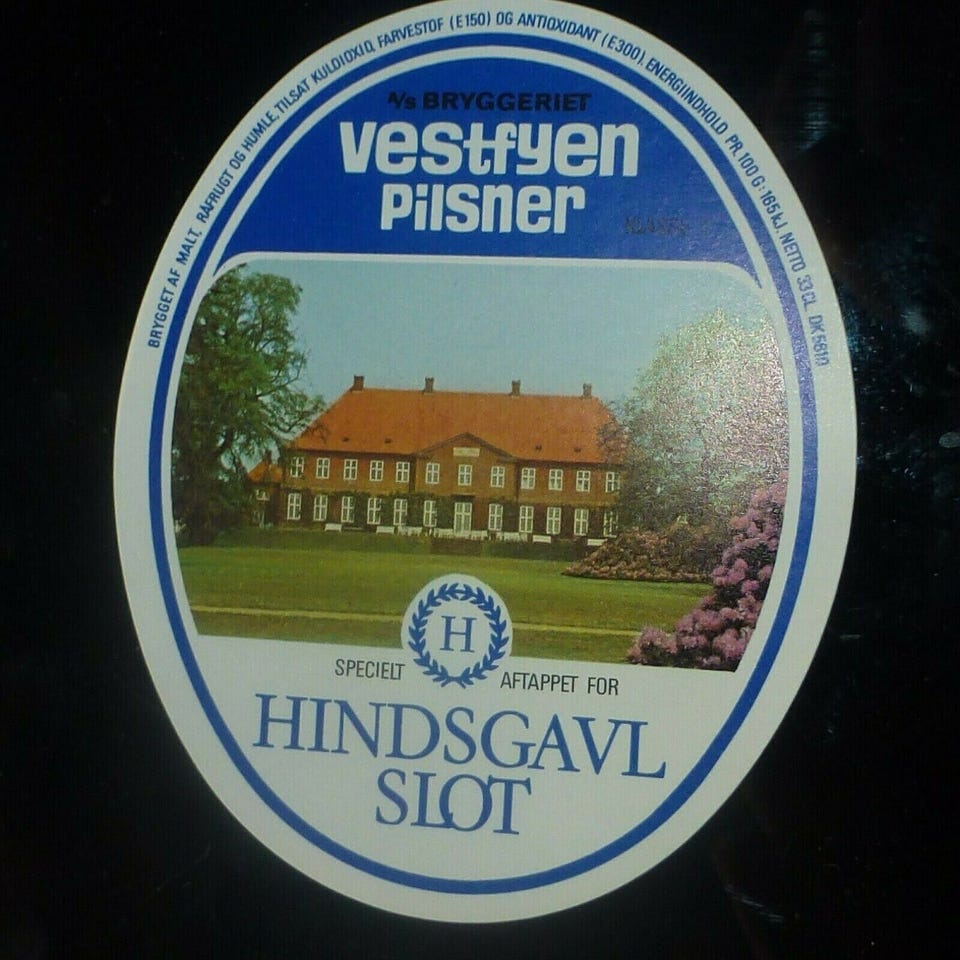 BRYGGET AF MALT, RÅFRUGT OG HUMLE, TILSAT KULDIOXID, FARVESTOF (E150) OG ANTIOXIDANT (E300), ENERGIINDHOLD PR. 100 G: 165 kJ. NETTO 33 CL. DK 5610
A/S BRYGGERIET
Vestfyen
Pilsner
H
SPECIELT AFTAPPET FOR
HINDSGAVL
SLOT